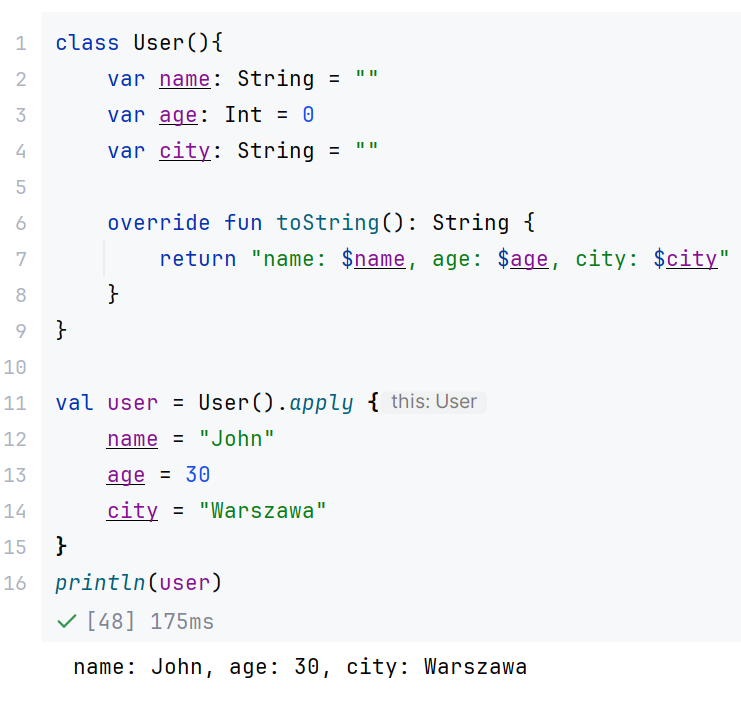 1 class User(){
2     var name: String = ""
3     var age: Int = 0
4     var city: String = ""
5
6     override fun toString(): String {
7         return "name: $name, age: $age, city: $city"
8     }
9 }
10
11 val user = User().apply { this: User
12     name = "John"
13     age = 30
14     city = "Warszawa"
15 }
16 println(user)
✓ [48] 175ms
name: John, age: 30, city: Warszawa